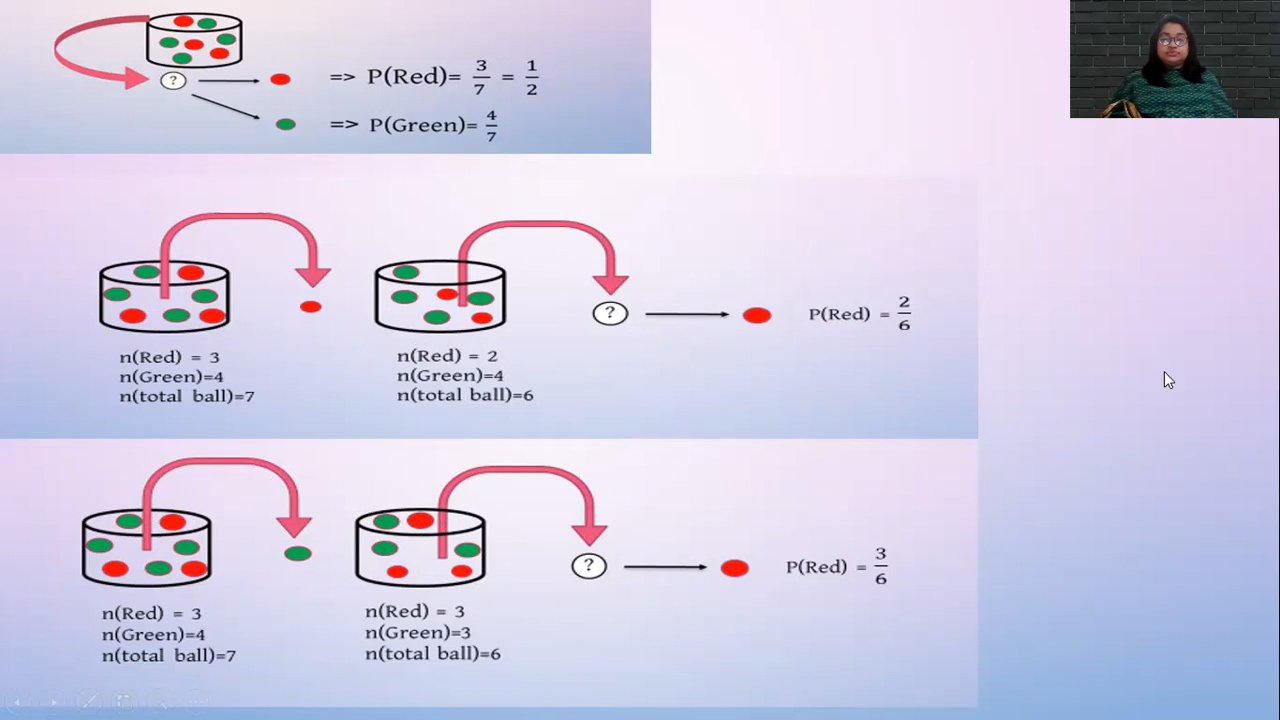 ?
=> P(Red)= 3/7 = 1/2
=> P(Green)= 4/7
?
P(Red) = 2/6
n(Red) = 3
n(Green)=4
n(total ball)=7
n(Red) = 2
n(Green)=4
n(total ball)=6
?
P(Red) = 3/6
n(Red) = 3
n(Green)=4
n(total ball)=7
n(Red) = 3
n(Green)=3
n(total ball)=6